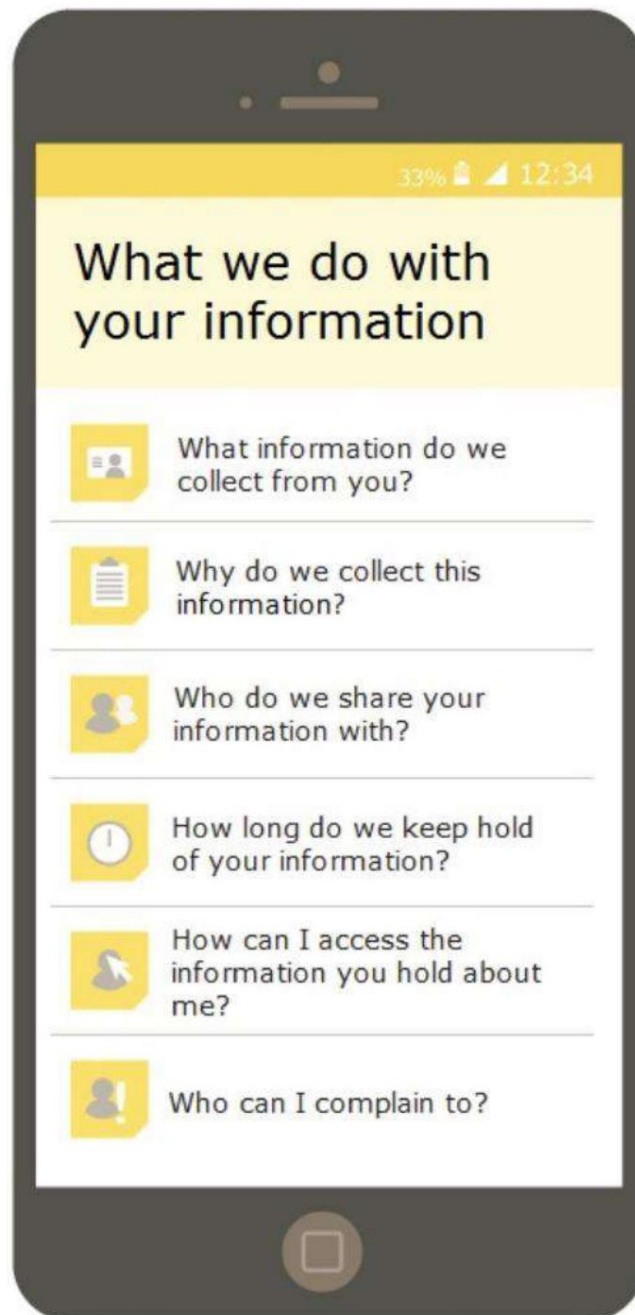 33% 12:34
What we do with
your information
What information do we
collect from you?
Why do we collect this
information?
Who do we share your
information with?
How long do we keep hold
of your information?
How can I access the
information you hold about
me?
Who can I complain to?